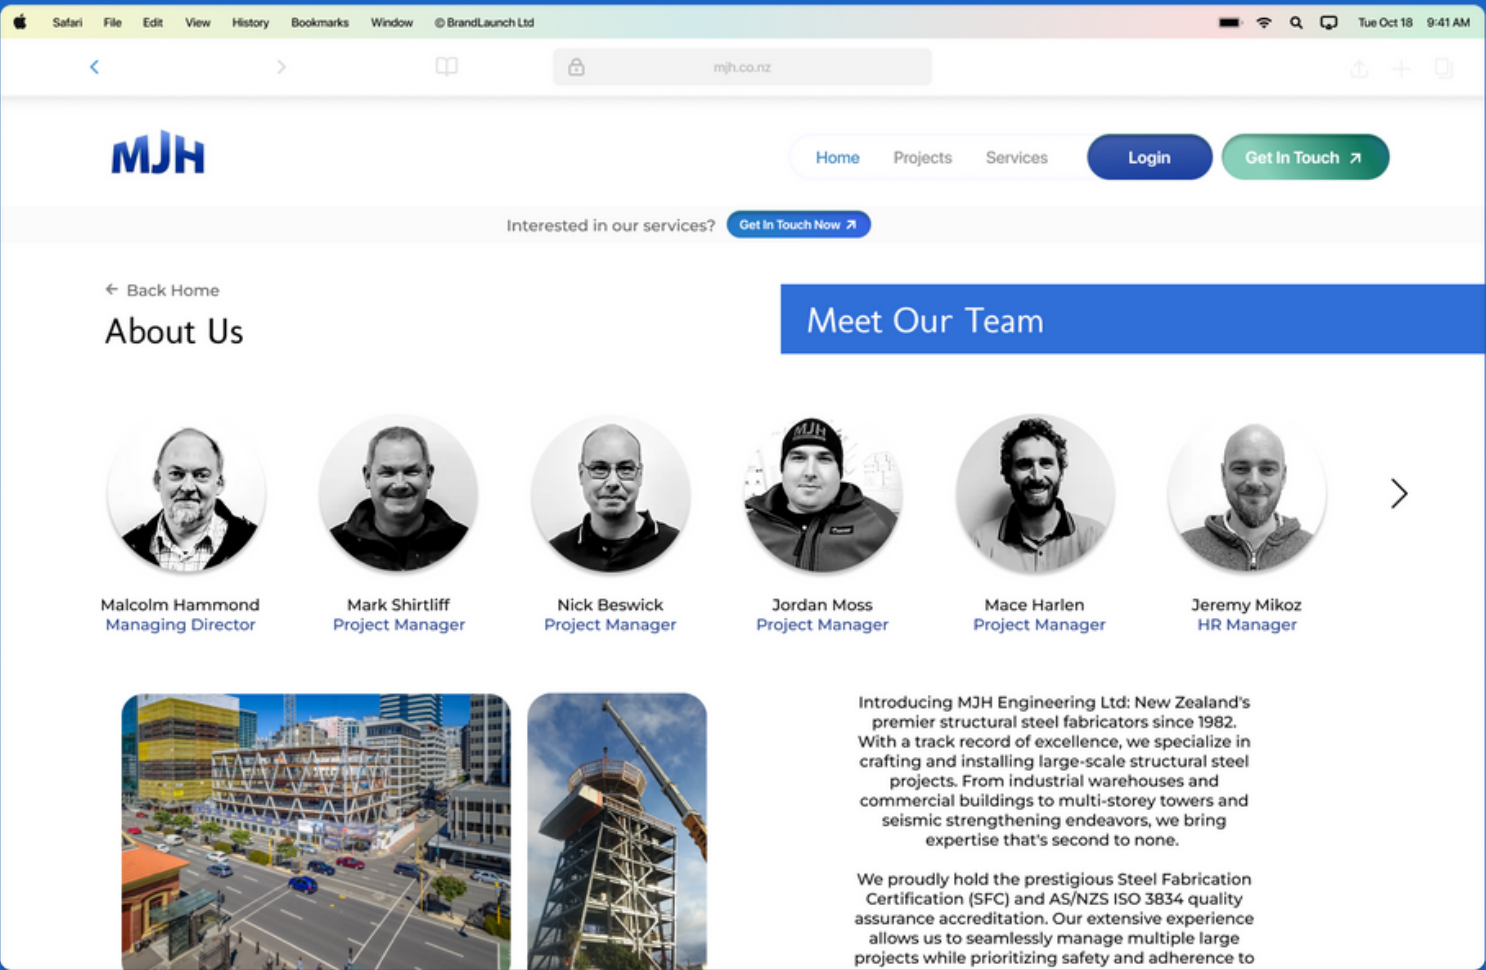 Safari File Edit View History Bookmarks Window © BrandLaunch Ltd Tue Oct 18 9:41 AM
mjh.co.nz
MJH
Home Projects Services Login Get In Touch
Interested in our services? Get In Touch Now
← Back Home
About Us
Meet Our Team
MJH
Malcolm Hammond
Managing Director
Mark Shirtliff
Project Manager
Nick Beswick
Project Manager
Jordan Moss
Project Manager
Mace Harlen
Project Manager
Jeremy Mikoz
HR Manager
Introducing MJH Engineering Ltd: New Zealand's
premier structural steel fabricators since 1982.
With a track record of excellence, we specialize in
crafting and installing large-scale structural steel
projects. From industrial warehouses and
commercial buildings to multi-storey towers and
seismic strengthening endeavors, we bring
expertise that's second to none.
We proudly hold the prestigious Steel Fabrication
Certification (SFC) and AS/NZS ISO 3834 quality
assurance accreditation. Our extensive experience
allows us to seamlessly manage multiple large
projects while prioritizing safety and adherence to